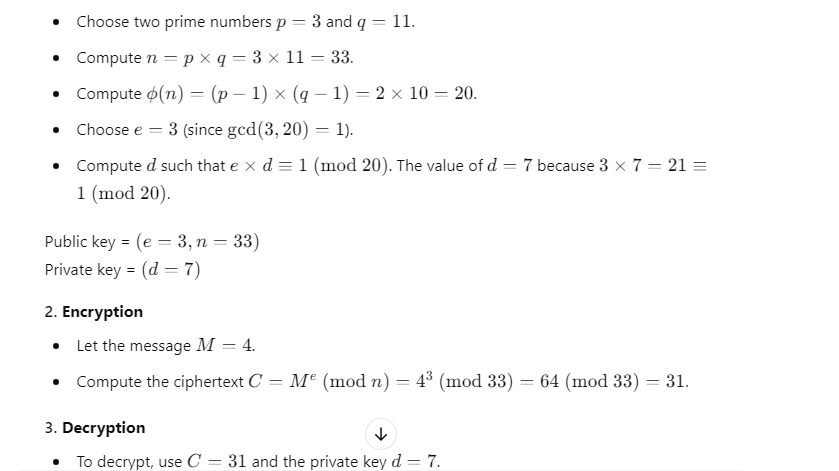 • Choose two prime numbers p = 3 and q = 11.
• Compute n = p × q = 3 × 11 = 33.
• Compute ϕ(n) = (p − 1) × (q − 1) = 2 × 10 = 20.
• Choose e = 3 (since gcd(3, 20) = 1).
• Compute d such that e × d ≡ 1 (mod 20). The value of d = 7 because 3 × 7 = 21 ≡
1 (mod 20).
Public key = (e = 3, n = 33)
Private key = (d = 7)
2. Encryption
• Let the message M = 4.
• Compute the ciphertext C = Mᵉ (mod n) = 4³ (mod 33) = 64 (mod 33) = 31.
3. Decryption
• To decrypt, use C = 31 and the private key d = 7.